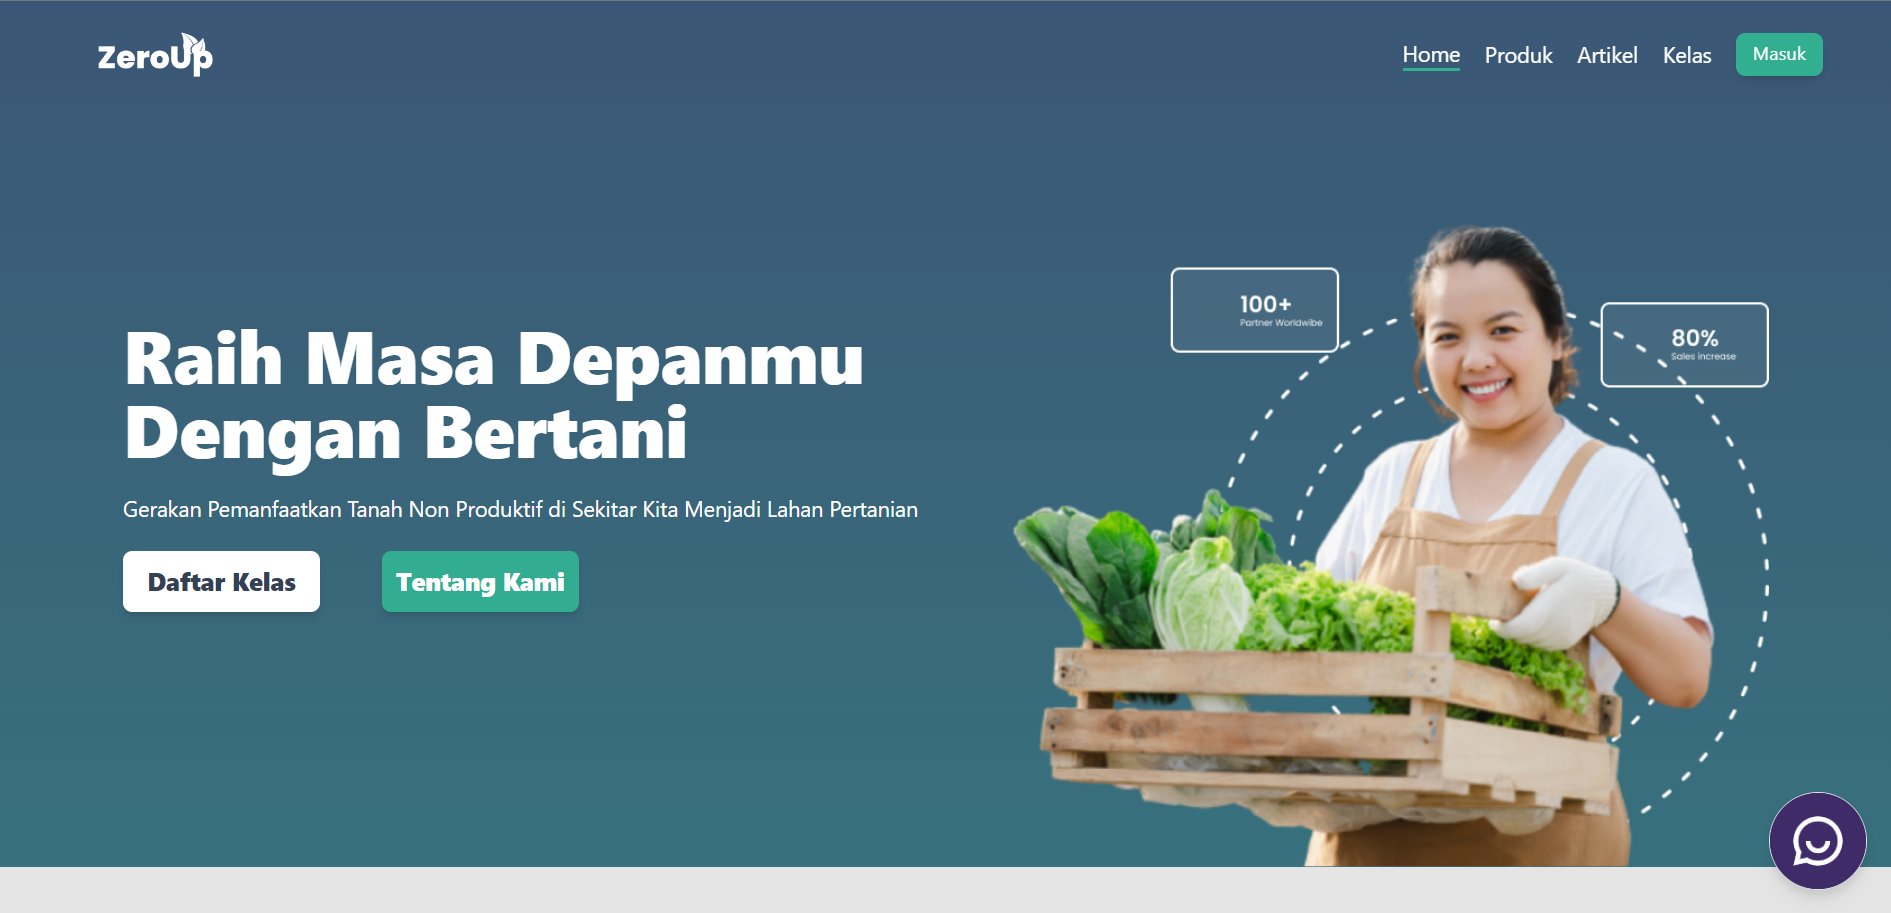 ZeroUp
Home Produk Artikel Kelas Masuk
100+
Partner Worldwibe
80%
Sales increase
Raih Masa Depanmu
Dengan Bertani
Gerakan Pemanfaatkan Tanah Non Produktif di Sekitar Kita Menjadi Lahan Pertanian
Daftar Kelas
Tentang Kami